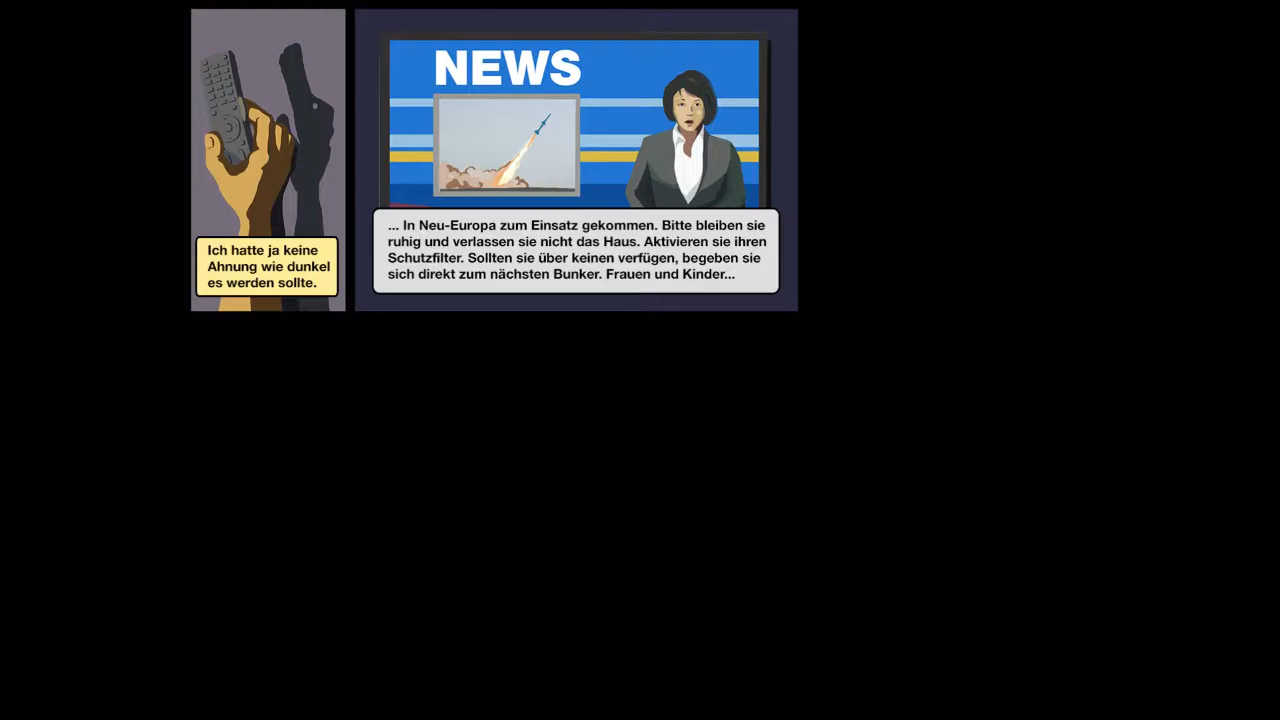 Ich hatte ja keine
Ahnung wie dunkel
es werden sollte.
NEWS
... In Neu-Europa zum Einsatz gekommen. Bitte bleiben sie
ruhig und verlassen sie nicht das Haus. Aktivieren sie ihren
Schutzfilter. Sollten sie über keinen verfügen, begeben sie
sich direkt zum nächsten Bunker. Frauen und Kinder...